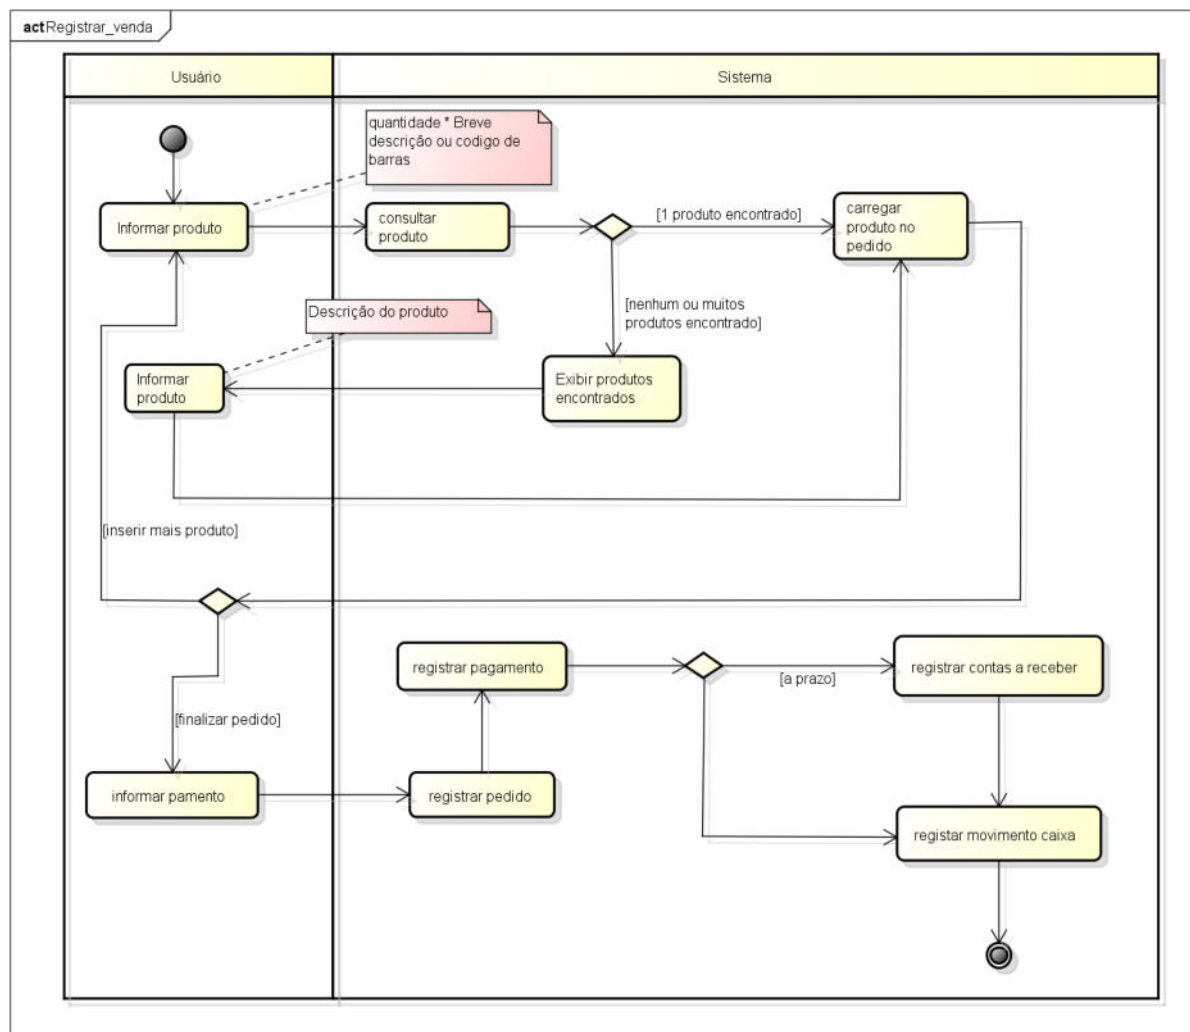 actRegistrar_venda
Usuário
Sistema
quantidade * Breve
descrição ou codigo de
barras
Informar produto
consultar
produto
[1 produto encontrado]
carregar
produto no
pedido
[nenhum ou muitos
produtos encontrado]
Descrição do produto
Informar
produto
Exibir produtos
encontrados
[inserir mais produto]
registrar pagamento
[a prazo]
registrar contas a receber
[finalizar pedido]
informar pamento
registrar pedido
registar movimento caixa